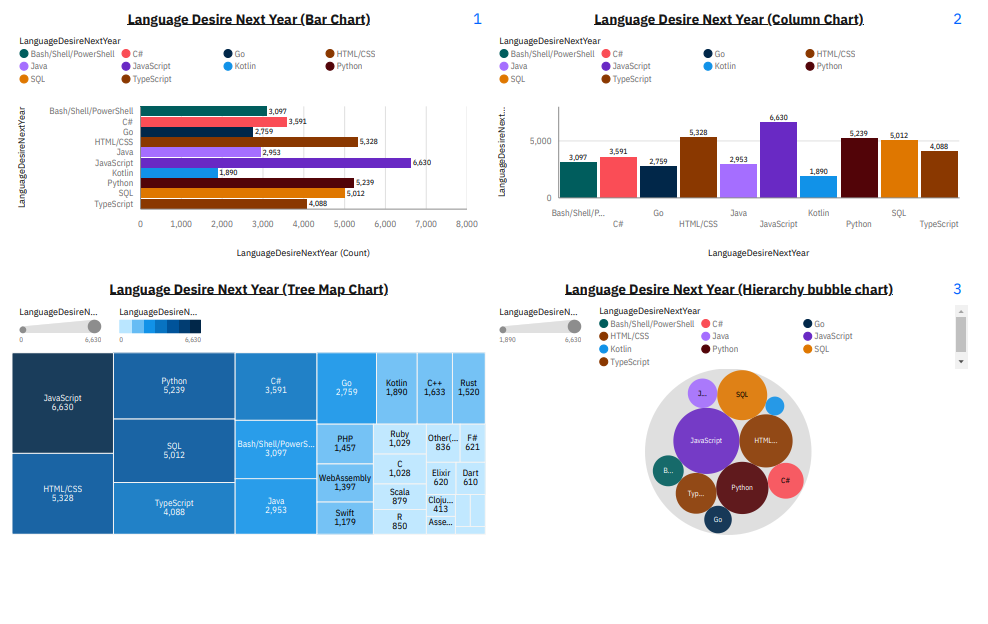 Language Desire Next Year (Bar Chart)
1
LanguageDesireNextYear
Bash/Shell/PowerShell C# Go HTML/CSS
Java JavaScript Kotlin Python
SQL TypeScript
LanguageDesireNextYear
Bash/Shell/PowerShell 3,097
C# 3,591
Go 2,759
HTML/CSS 5,328
Java 2,953
JavaScript 6,630
Kotlin 1,890
Python 5,239
SQL 5,012
TypeScript 4,088
0 1,000 2,000 3,000 4,000 5,000 6,000 7,000 8,000
LanguageDesireNextYear (Count)
Language Desire Next Year (Column Chart)
2
LanguageDesireNextYear
Bash/Shell/PowerShell C# Go HTML/CSS
Java JavaScript Kotlin Python
SQL TypeScript
LanguageDesireNext...
5,000
0
3,097 3,591 2,759 5,328 2,953 6,630 1,890 5,239 5,012 4,088
Bash/Shell/P... Go Java Kotlin SQL
C# HTML/CSS JavaScript Python TypeScript
LanguageDesireNextYear
Language Desire Next Year (Tree Map Chart)
LanguageDesireN... LanguageDesireN...
0 6,630 0 6,630
JavaScript
6,630
HTML/CSS
5,328
Python
5,239
SQL
5,012
TypeScript
4,088
C#
3,591
Bash/Shell/PowerS...
3,097
Java
2,953
Go
2,759
Kotlin
1,890
C++
1,633
Rust
1,520
PHP
1,457
WebAssembly
1,397
Swift
1,179
Ruby
1,029
C
1,028
Scala
879
R
850
Other(...
836
F#
621
Elixir
620
Dart
610
Cloju...
413
Asse...
Language Desire Next Year (Hierarchy bubble chart)
3
LanguageDesireN...
1,890 6,630
LanguageDesireNextYear
Bash/Shell/PowerShell C# Go
HTML/CSS Java JavaScript
Kotlin Python SQL
TypeScript
J...
SQL
JavaScript
HTML...
B...
C#
Typ...
Python
Go